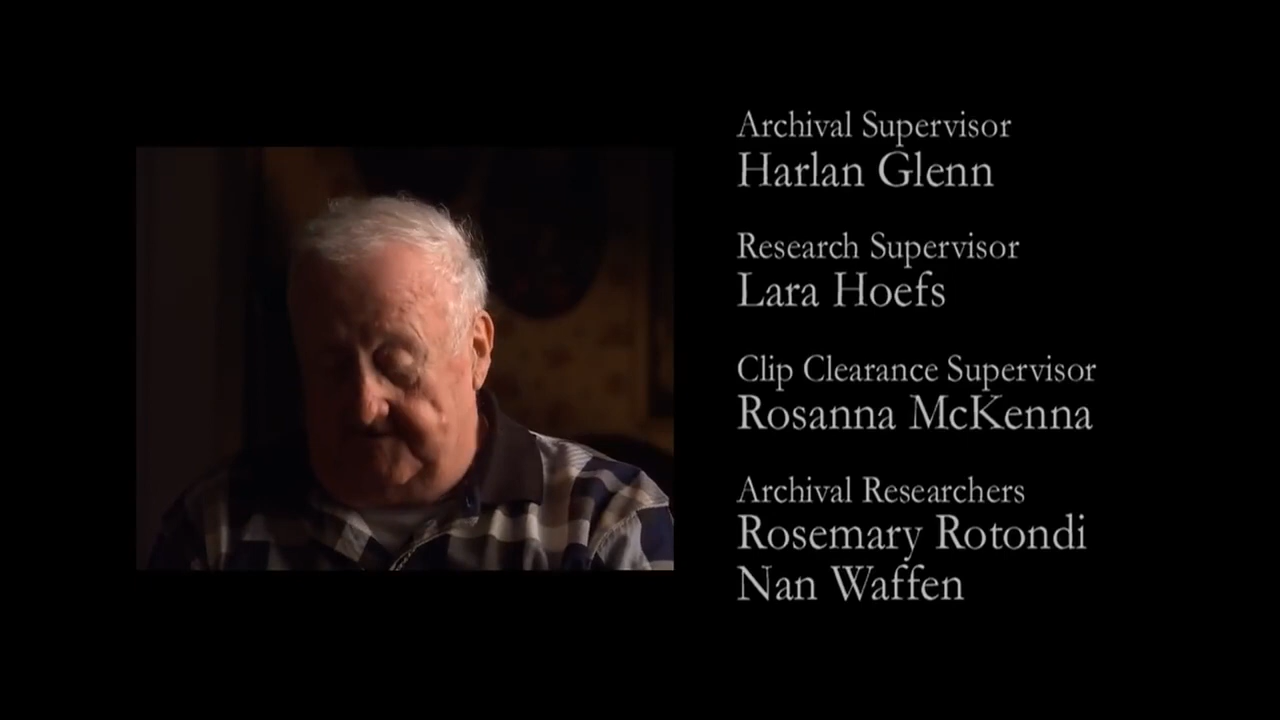 Archival Supervisor
Harlan Glenn
Research Supervisor
Lara Hoefs
Clip Clearance Supervisor
Rosanna McKenna
Archival Researchers
Rosemary Rotondi
Nan Waffen